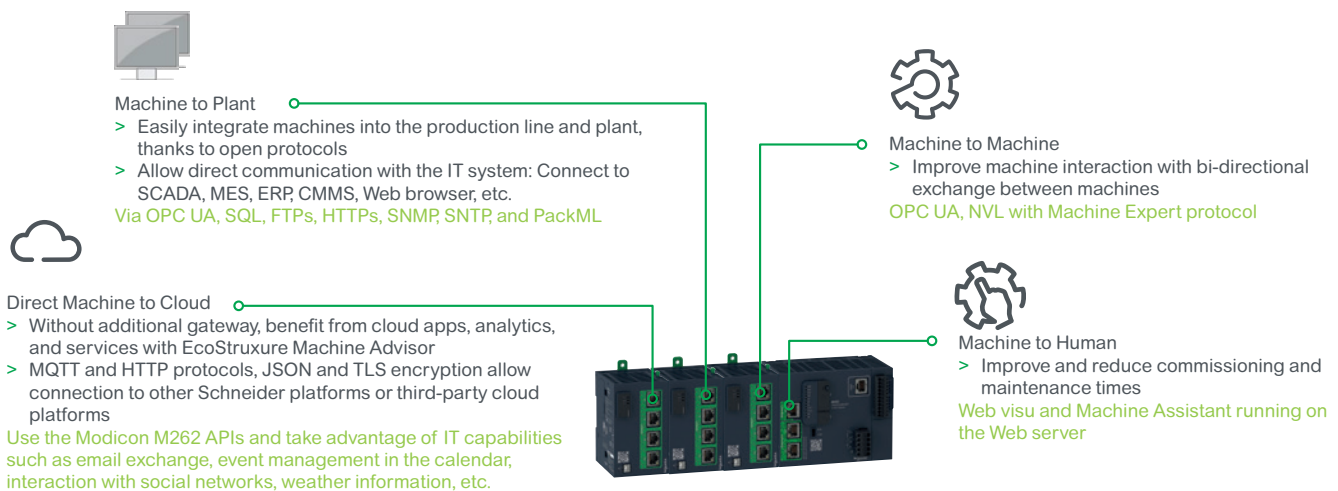 Machine to Plant
> Easily integrate machines into the production line and plant,
thanks to open protocols
> Allow direct communication with the IT system: Connect to
SCADA, MES, ERP, CMMS, Web browser, etc.
Via OPC UA, SQL, FTPs, HTTPs, SNMP, SNTP, and PackML
Direct Machine to Cloud
> Without additional gateway, benefit from cloud apps, analytics,
and services with EcoStruxure Machine Advisor
> MQTT and HTTP protocols, JSON and TLS encryption allow
connection to other Schneider platforms or third-party cloud
platforms
Use the Modicon M262 APIs and take advantage of IT capabilities
such as email exchange, event management in the calendar,
interaction with social networks, weather information, etc.
Machine to Machine
> Improve machine interaction with bi-directional
exchange between machines
OPC UA, NVL with Machine Expert protocol
Machine to Human
> Improve and reduce commissioning and
maintenance times
Web visu and Machine Assistant running on
the Web server